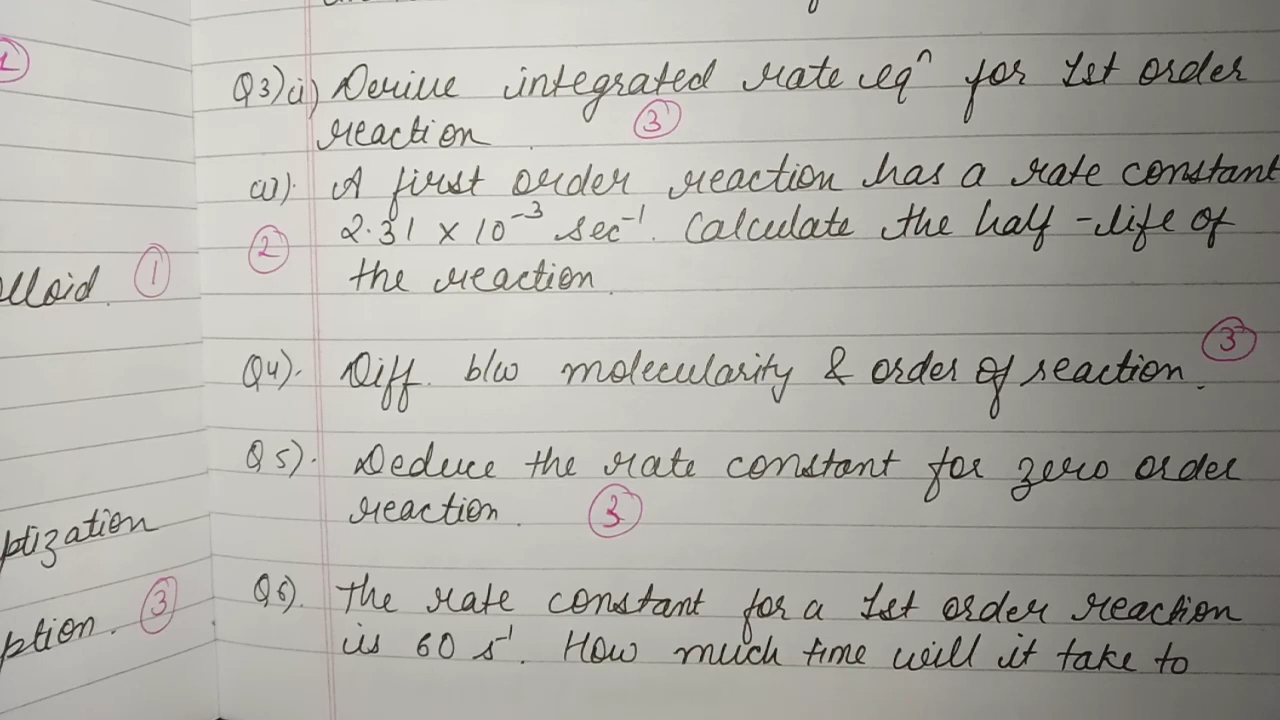 1
Q3) i) Derive integrated rate eqⁿ for 1st order
reaction 3
ii). A first order reaction has a rate constant
2.31 × 10⁻³ sec⁻¹. Calculate the half-life of
2
the reaction.
olloid. 1
Q4). Diff. b/w molecularity & order of reaction. 3
Q5). Deduce the rate constant for zero order
reaction. 3
ptization
Q6). The rate constant for a 1st order reaction
is 60 s⁻¹. How much time will it take to
ption. 3